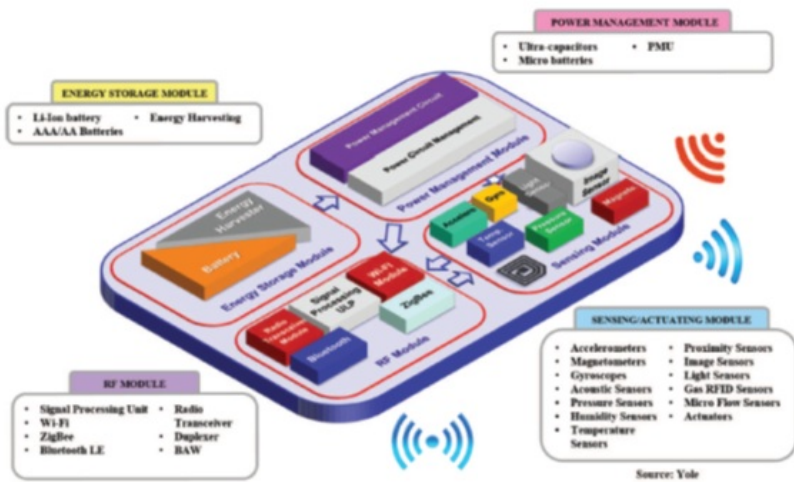 POWER MANAGEMENT MODULE
• Ultra-capacitors • PMU
• Micro batteries
ENERGY STORAGE MODULE
• Li-Ion battery • Energy Harvesting
• AAA/AA Batteries
Power Management Circuit
Power Circuit Management
Power Management Module
Energy
Harvester
Battery
Energy Storage Module
Light
Sensor
Image
Sensor
Gyro
Magneto
Accelero
Pressure
Sensor
Temp.
Sensor
Sensing Module
Wi-Fi
Module
Signal
Processing
ULP
ZigBee
Radio
Transceiver
Module
Bluetooth
RF Module
SENSING/ACTUATING MODULE
• Accelerometers • Proximity Sensors
• Magnetometers • Image Sensors
• Gyroscopes • Light Sensors
• Acoustic Sensors • Gas RFID Sensors
• Pressure Sensors • Micro Flow Sensors
• Humidity Sensors • Actuators
• Temperature
Sensors
RF MODULE
• Signal Processing Unit • Radio
• Wi-Fi Transceiver
• ZigBee • Duplexer
• Bluetooth LE • BAW
Source: Yole